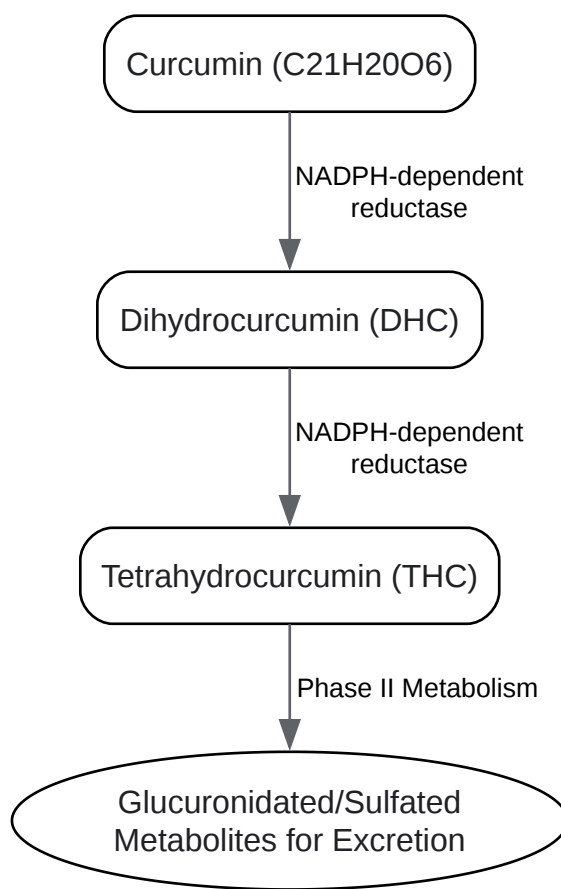 Curcumin (C21H20O6)
NADPH-dependent
reductase
Dihydrocurcumin (DHC)
NADPH-dependent
reductase
Tetrahydrocurcumin (THC)
Phase II Metabolism
Glucuronidated/Sulfated
Metabolites for Excretion